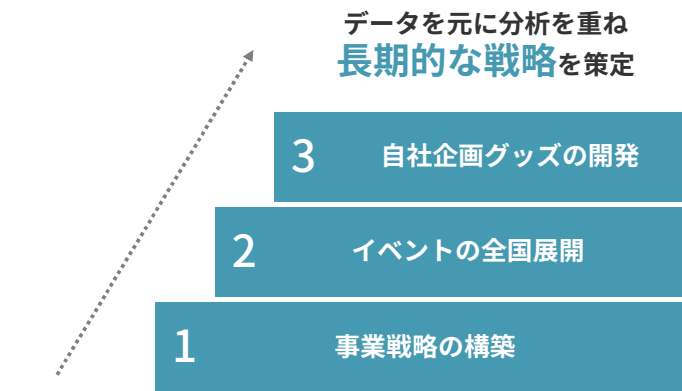 データを元に分析を重ね
長期的な戦略を策定
3 自社企画グッズの開発
2 イベントの全国展開
1 事業戦略の構築